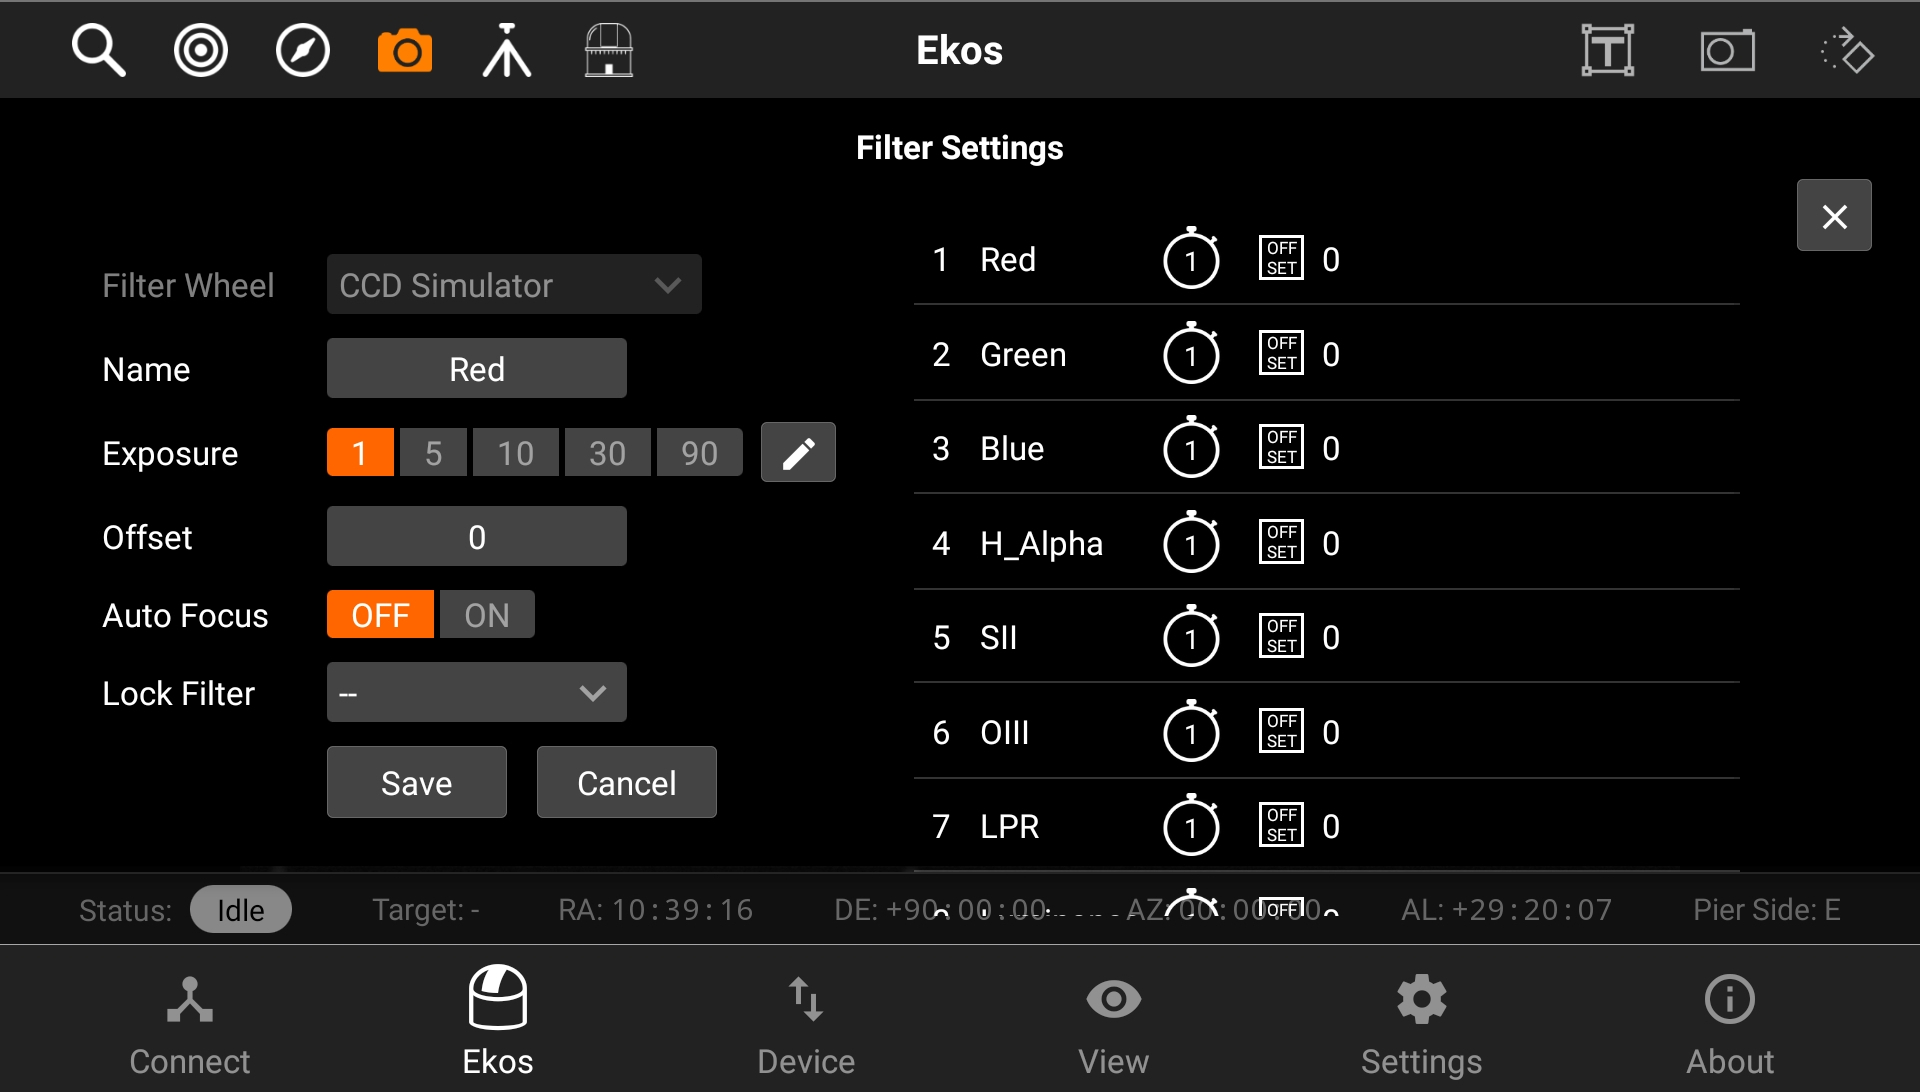 Ekos
Filter Settings
Filter Wheel CCD Simulator
Name Red
Exposure 1 5 10 30 90
Offset 0
Auto Focus OFF ON
Lock Filter --
Save Cancel
1 Red 1 OFF SET 0
2 Green 1 OFF SET 0
3 Blue 1 OFF SET 0
4 H_Alpha 1 OFF SET 0
5 SII 1 OFF SET 0
6 OIII 1 OFF SET 0
7 LPR 1 OFF SET 0
Status: Idle Target: - RA: 10:39:16 DE: +90:00:00 AZ: 00:00:00 AL: +29:20:07 Pier Side: E
Connect Ekos Device View Settings About